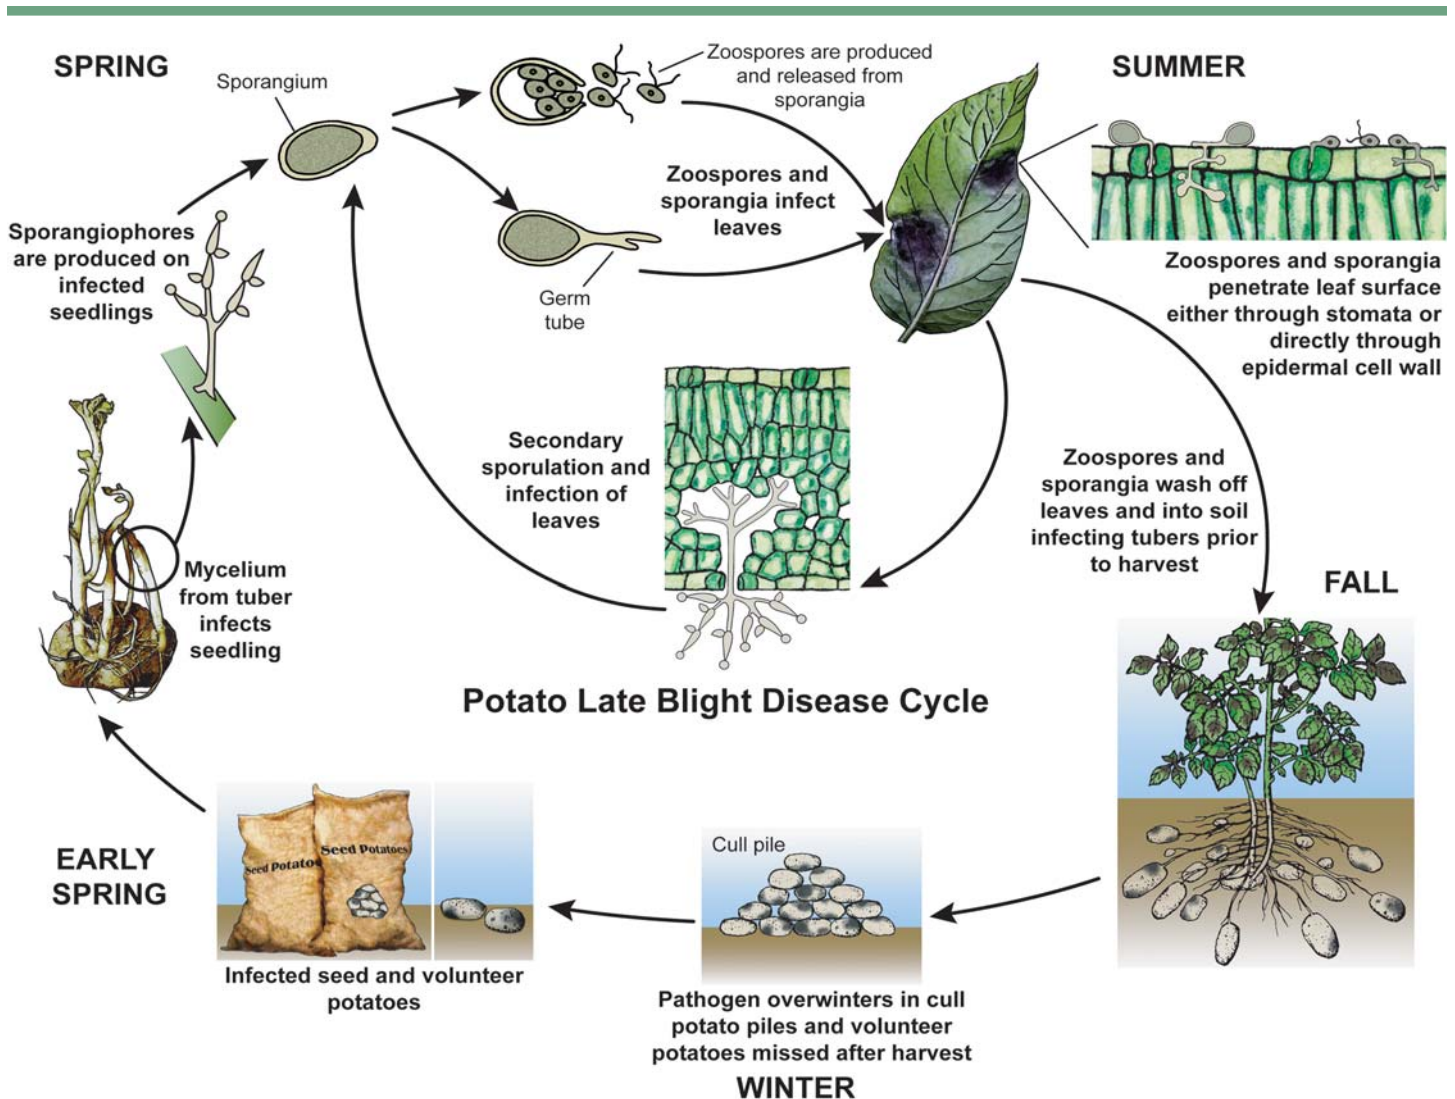 SPRING
Sporangium
Zoospores are produced
and released from
sporangia
SUMMER
Zoospores and
sporangia infect
leaves
Sporangiophores
are produced on
infected
seedlings
Germ
tube
Zoospores and sporangia
penetrate leaf surface
either through stomata or
directly through
epidermal cell wall
Secondary
sporulation and
infection of
leaves
Zoospores and
sporangia wash off
leaves and into soil
infecting tubers prior
to harvest
Mycelium
from tuber
infects
seedling
FALL
Potato Late Blight Disease Cycle
EARLY
SPRING
Seed Potatoes
Seed Potatoes
Infected seed and volunteer
potatoes
Cull pile
Pathogen overwinters in cull
potato piles and volunteer
potatoes missed after harvest
WINTER